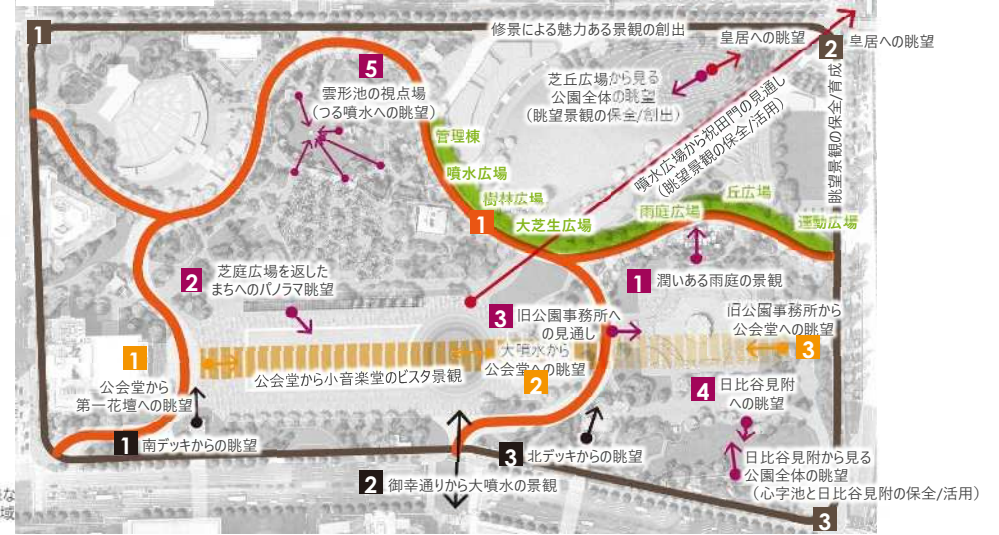 1
修景による魅力ある景観の創出
皇居への眺望
2
皇居への眺望
5
雲形池の視点場
(つる噴水への眺望)
芝丘広場から見る
公園全体の眺望
(眺望景観の保全/創出)
噴水広場から祝田門の見通し
(眺望景観の保全/活用)
眺望景観の保全/育成
管理棟
噴水広場
樹林広場
大芝生広場
雨庭広場
丘広場
運動広場
1
2
芝庭広場を返した
まちへのパノラマ眺望
1
潤いある雨庭の景観
3
旧公園事務所へ
の見通し
大噴水から
公会堂への眺望
2
旧公園事務所から
公会堂への眺望
3
1
公会堂から
第一花壇への眺望
公会堂から小音楽堂のビスタ景観
4
日比谷見附
への眺望
1
南デッキからの眺望
3
北デッキからの眺望
2
御幸通りから大噴水の景観
日比谷見附から見る
公園全体の眺望
(心字池と日比谷見附の保全/活用)
3
な
域